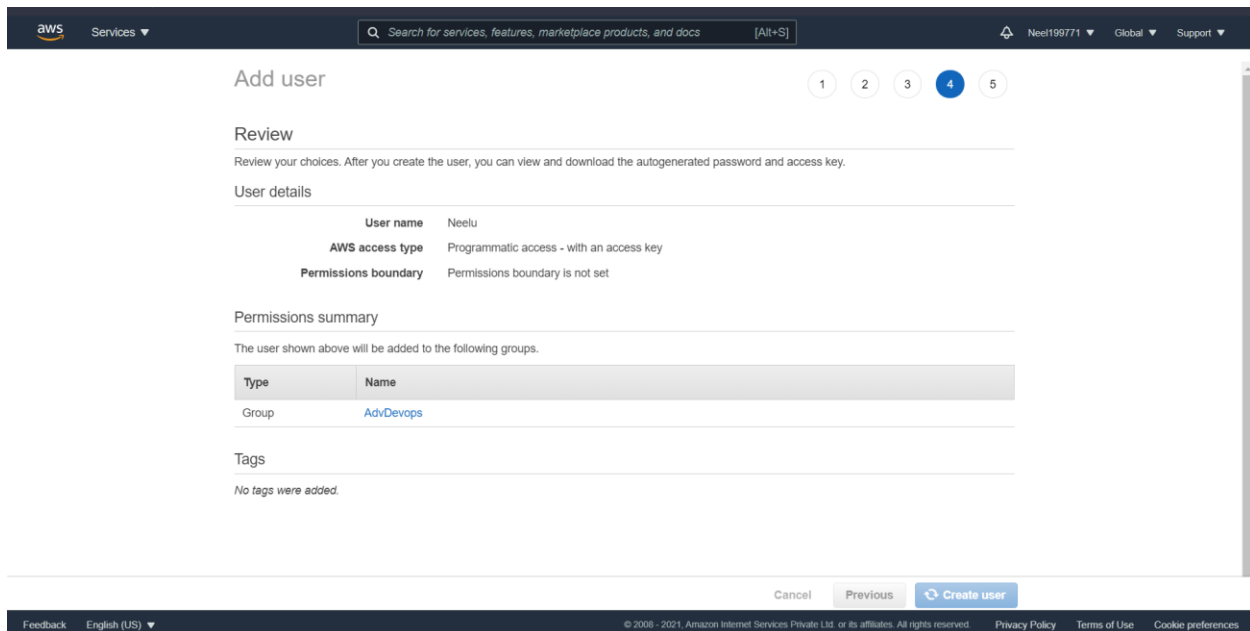 aws Services ▼ Search for services, features, marketplace products, and docs [Alt+S] Neel199771 ▼ Global ▼ Support ▼
Add user 1 2 3 4 5
Review
Review your choices. After you create the user, you can view and download the autogenerated password and access key.
User details
User name Neelu
AWS access type Programmatic access - with an access key
Permissions boundary Permissions boundary is not set
Permissions summary
The user shown above will be added to the following groups.
Type Name
Group AdvDevops
Tags
No tags were added.
Cancel Previous Create user
Feedback English (US) ▼ © 2008 - 2021, Amazon Internet Services Private Ltd. or its affiliates. All rights reserved. Privacy Policy Terms of Use Cookie preferences